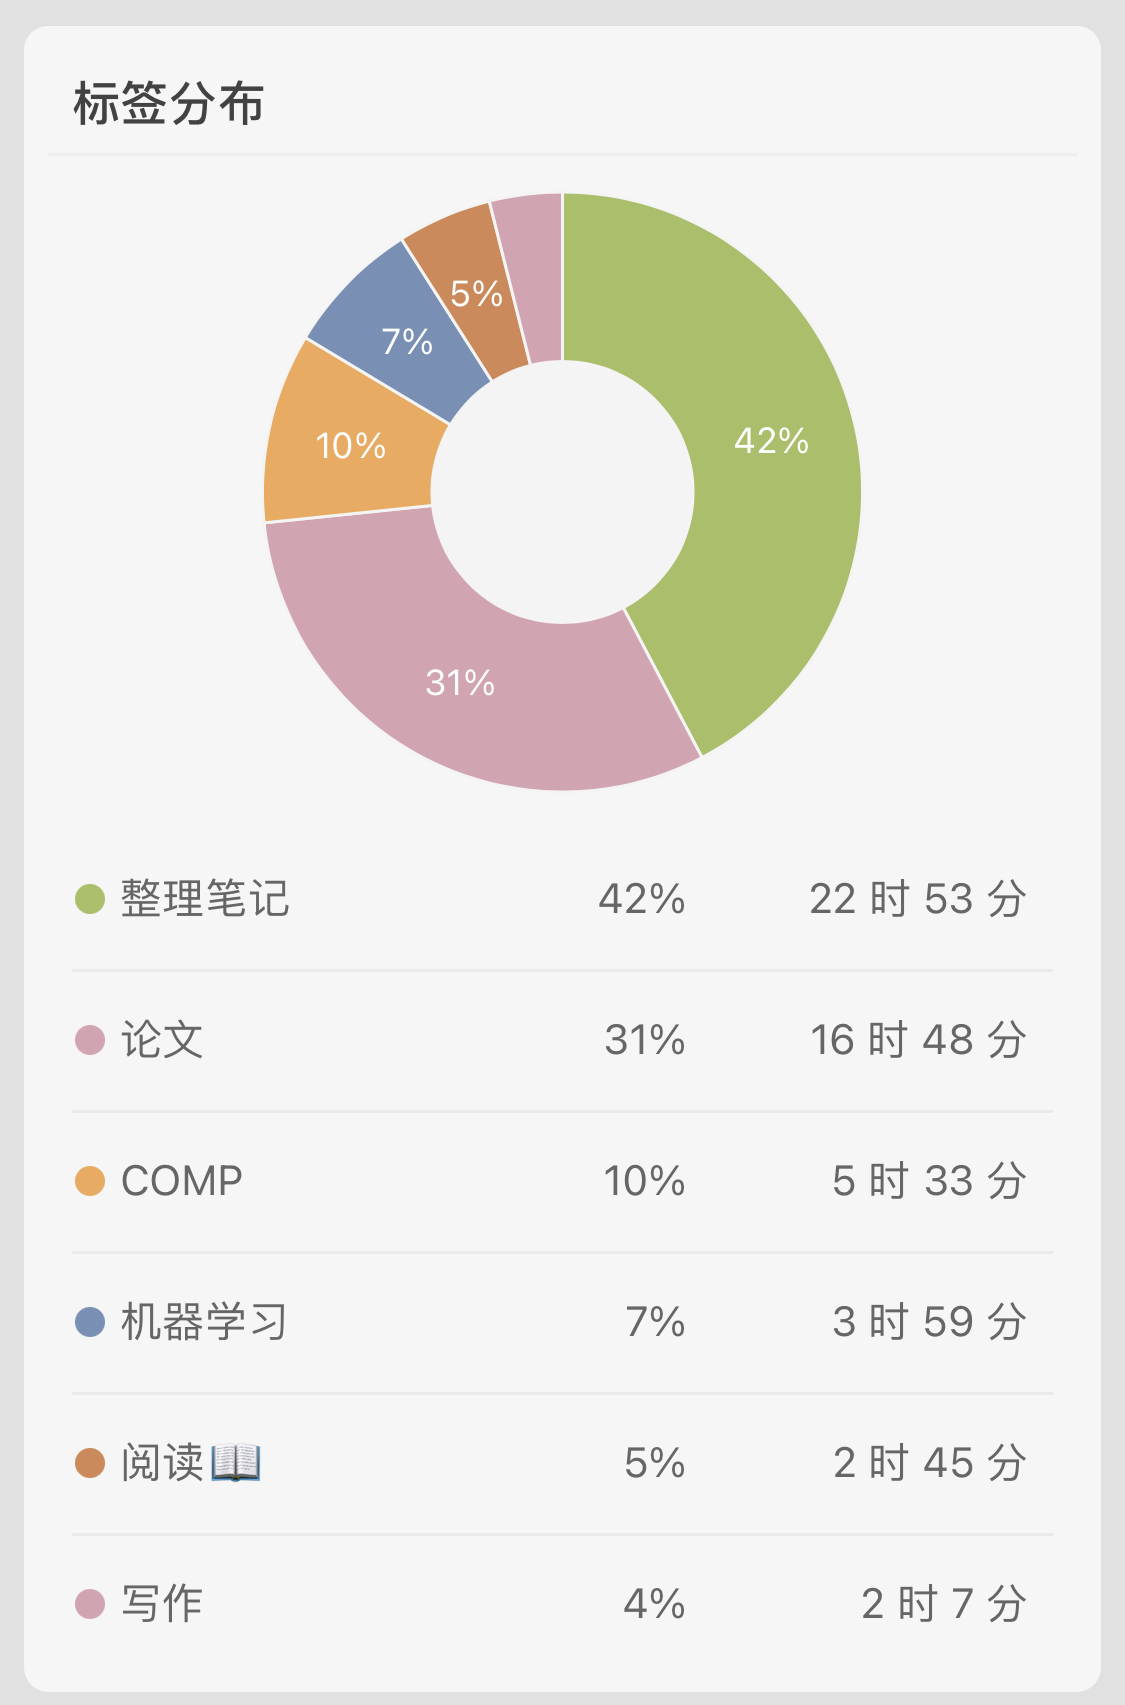 标签分布
5%
7%
42%
10%
31%
整理笔记 42% 22 时 53 分
论文 31% 16 时 48 分
COMP 10% 5 时 33 分
机器学习 7% 3 时 59 分
阅读📖 5% 2 时 45 分
写作 4% 2 时 7 分